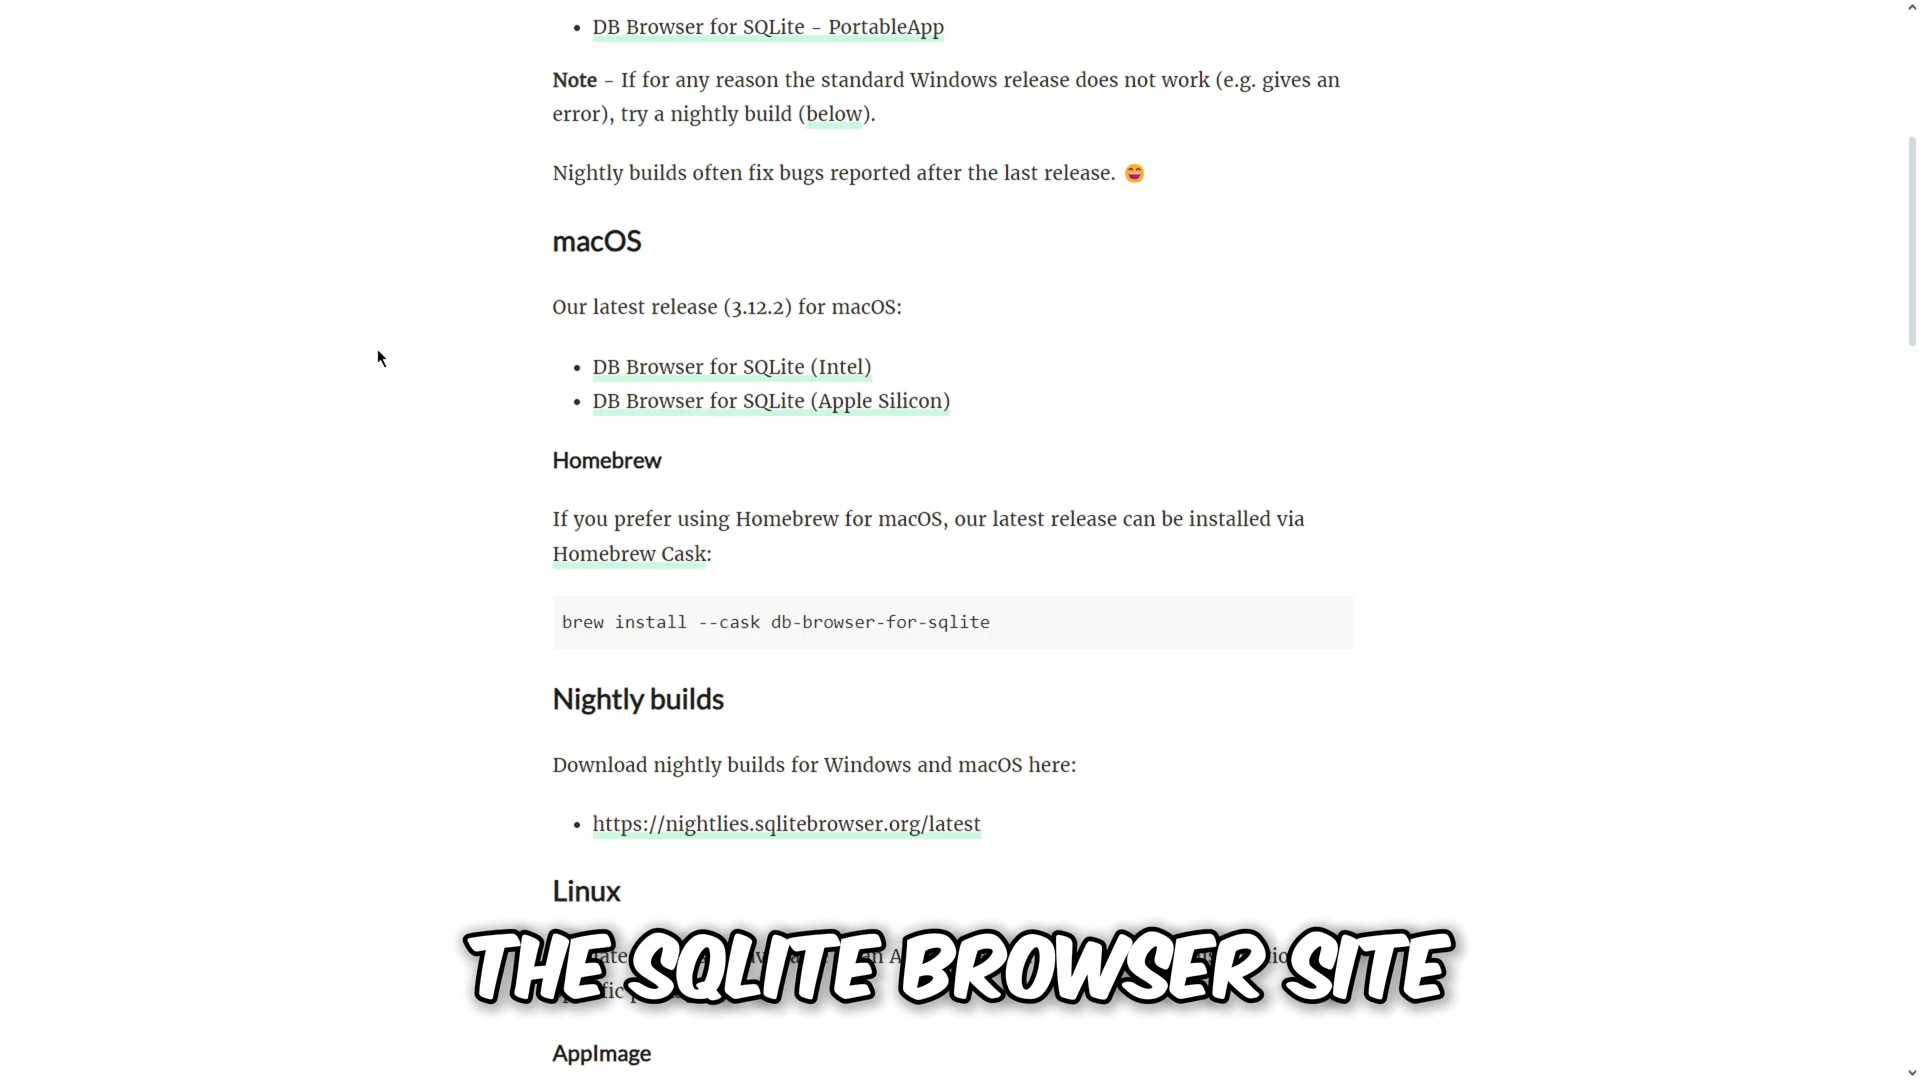 DB Browser for SQLite – PortableApp
Note – If for any reason the standard Windows release does not work (e.g. gives an
error), try a nightly build (below).
Nightly builds often fix bugs reported after the last release. 😄
macOS
Our latest release (3.12.2) for macOS:
DB Browser for SQLite (Intel)
DB Browser for SQLite (Apple Silicon)
Homebrew
If you prefer using Homebrew for macOS, our latest release can be installed via
Homebrew Cask:
brew install --cask db-browser-for-sqlite
Nightly builds
Download nightly builds for Windows and macOS here:
https://nightlies.sqlitebrowser.org/latest
Linux
THE SQLITE BROWSER SITE
AppImage